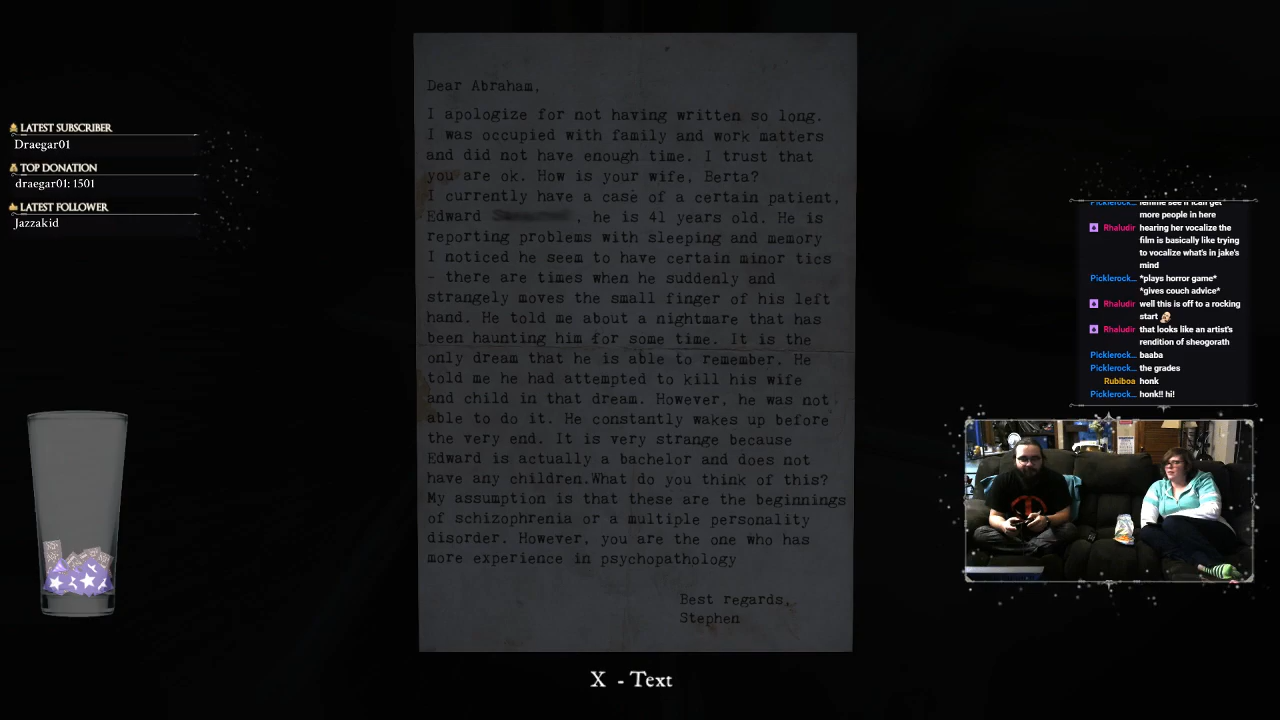 LATEST SUBSCRIBER
Draegar01
TOP DONATION
draegar01: 1501
LATEST FOLLOWER
Jazzakid
Dear Abraham,
I apologize for not having written so long.
I was occupied with family and work matters
and did not have enough time. I trust that
you are ok. How is your wife, Berta?
I currently have a case of a certain patient,
Edward , he is 41 years old. He is
reporting problems with sleeping and memory
I noticed he seem to have certain minor tics
- there are times when he suddenly and
strangely moves the small finger of his left
hand. He told me about a nightmare that has
been haunting him for some time. It is the
only dream that he is able to remember. He
told me he had attempted to kill his wife
and child in that dream. However, he was not
able to do it. He constantly wakes up before
the very end. It is very strange because
Edward is actually a bachelor and does not
have any children.What do you think of this?
My assumption is that these are the beginnings
of schizophrenia or a multiple personality
disorder. However, you are the one who has
more experience in psychopathology
Best regards,
Stephen
X - Text
Picklerock... lemme see if i can get
more people in here
Rhaludir hearing her vocalize the
film is basically like trying
to vocalize what's in jake's
mind
Picklerock... *plays horror game*
*gives couch advice*
Rhaludir well this is off to a rocking
start
Rhaludir that looks like an artist's
rendition of sheogorath
Picklerock... baaba
Picklerock... the grades
Rubiboa honk
Picklerock... honk!! hi!